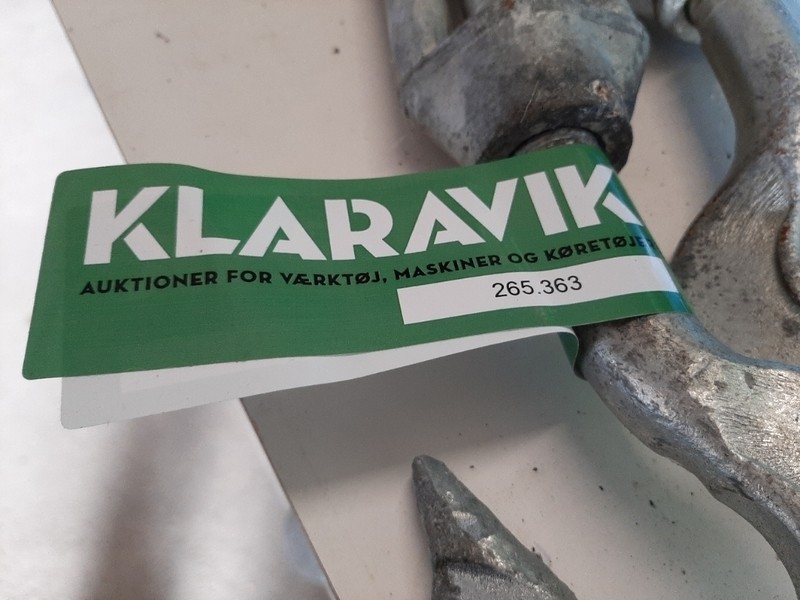 KLARAVIK
AUKTIONER FOR VÆRKTØJ, MASKINER OG KØRETØJER
265.363